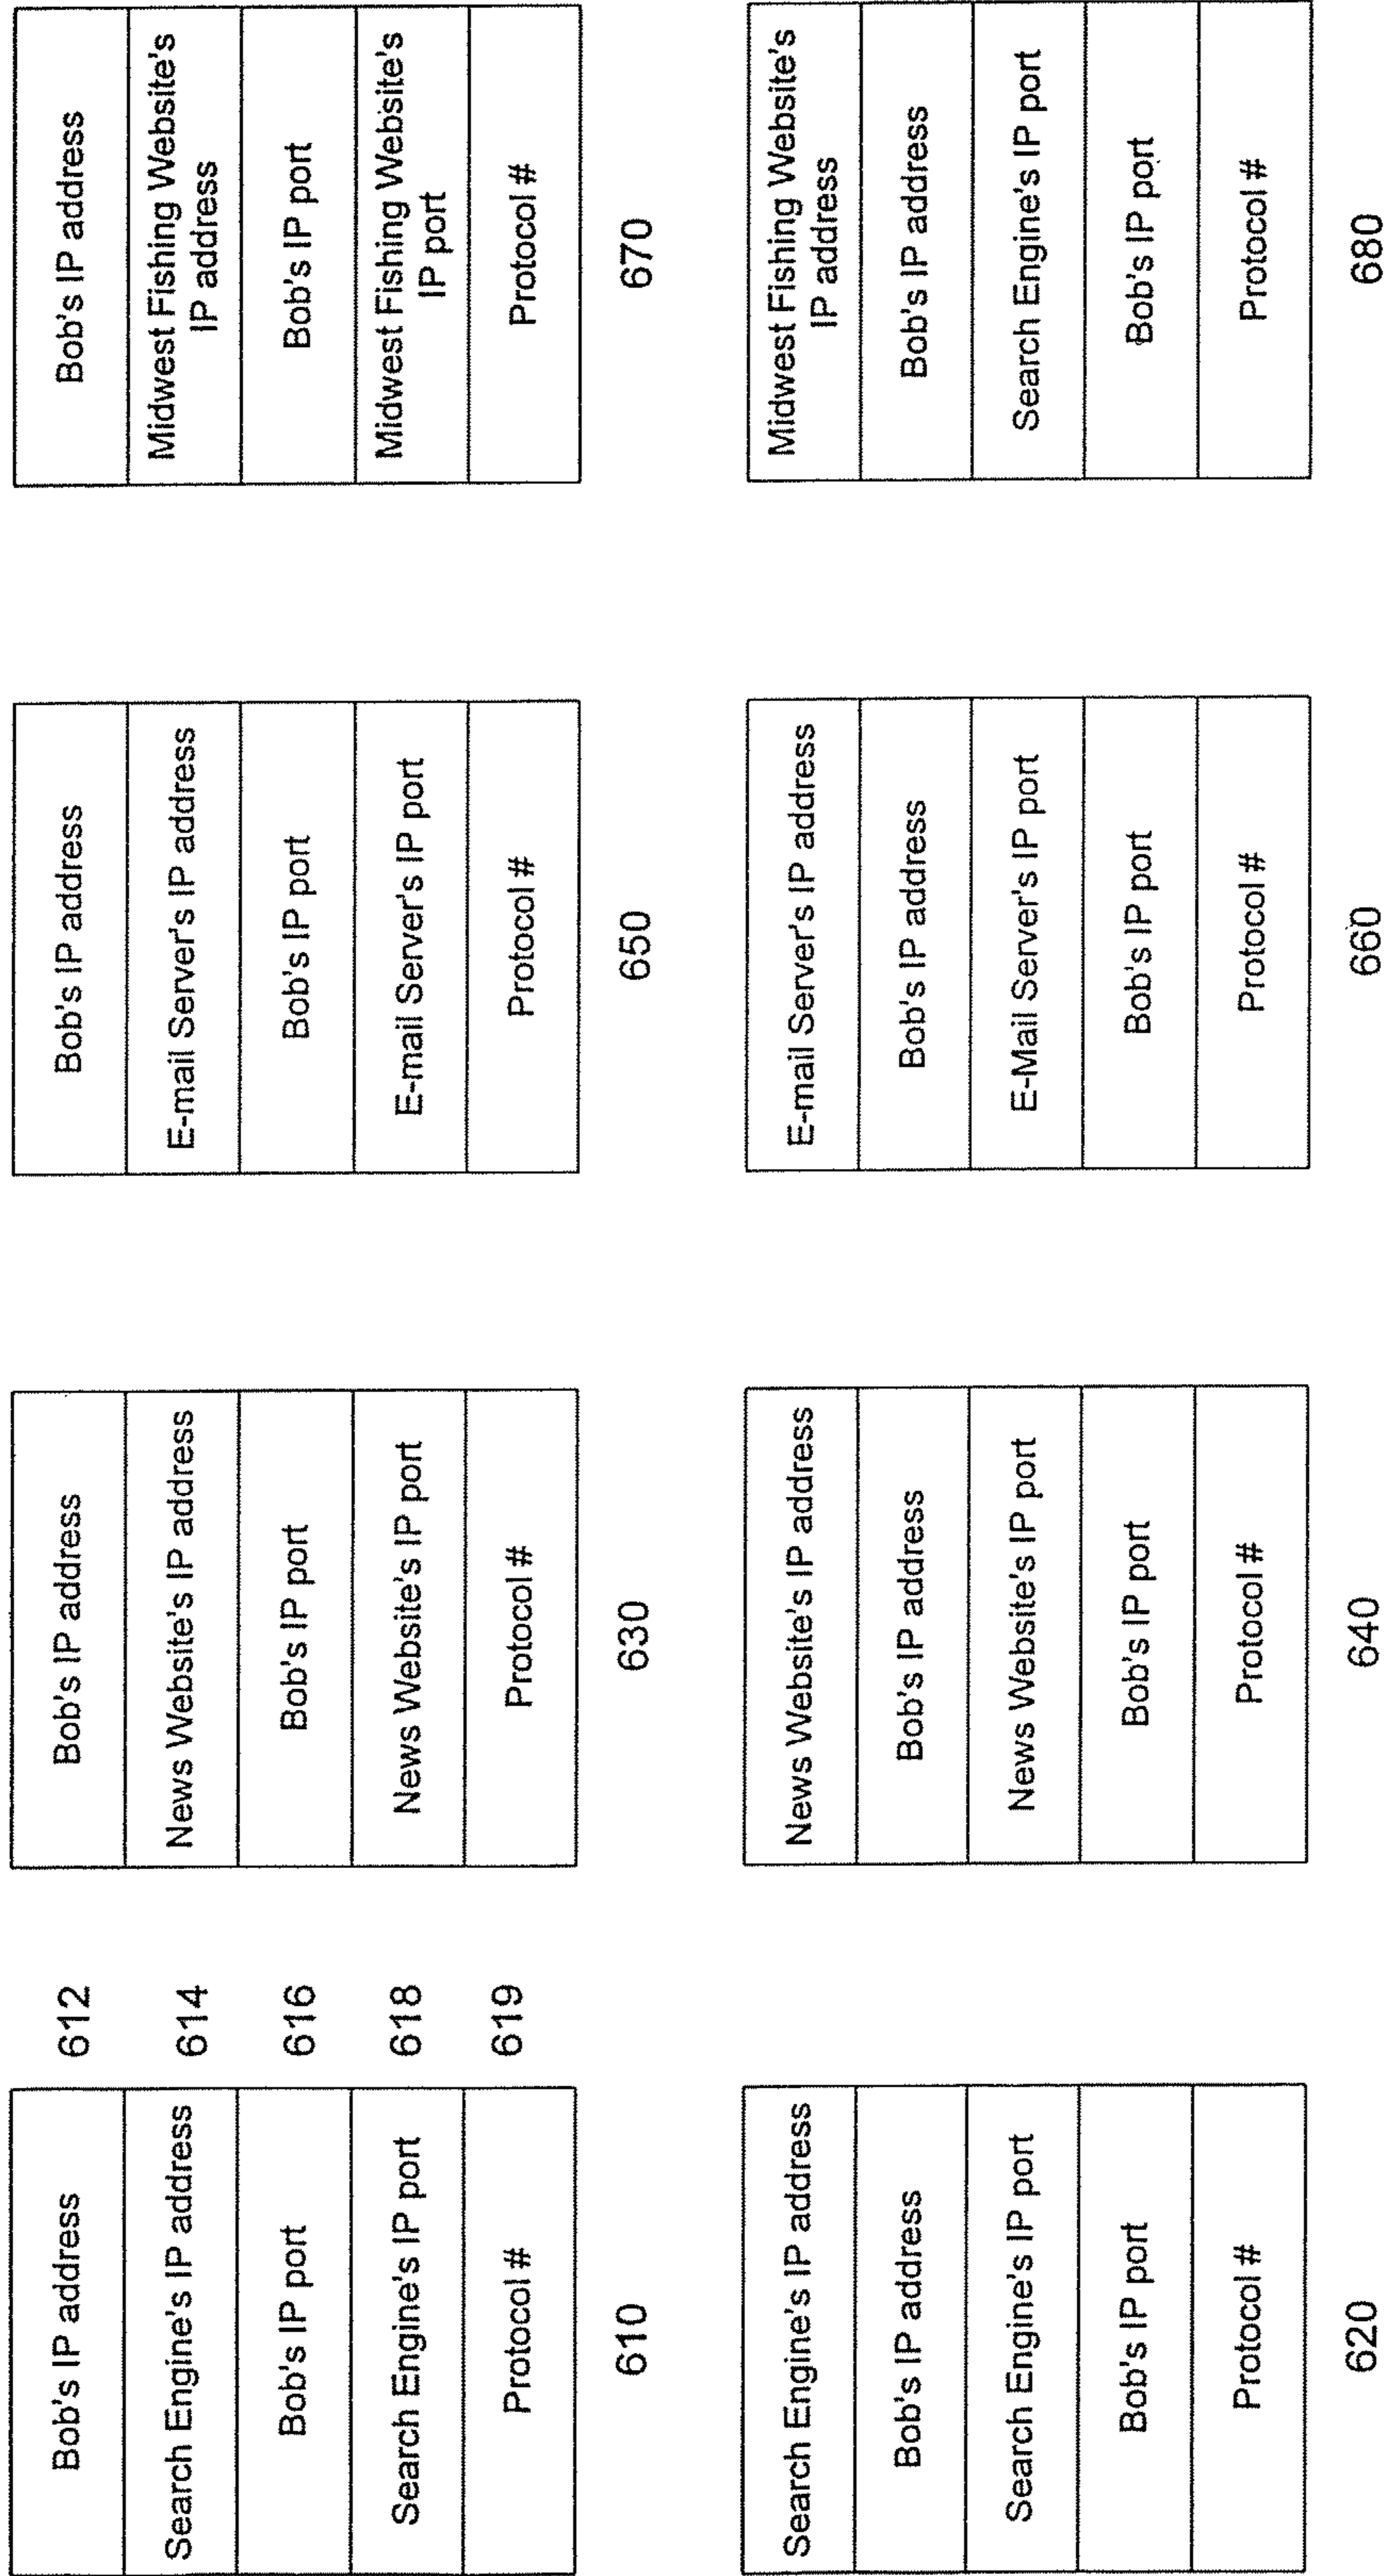 Bob's IP address
612
Search Engine's IP address
614
Bob's IP port
616
Search Engine's IP port
618
Protocol #
619
610
Bob's IP address
News Website's IP address
Bob's IP port
News Website's IP port
Protocol #
630
Bob's IP address
E-mail Server's IP address
Bob's IP port
E-mail Server's IP port
Protocol #
650
Bob's IP address
Midwest Fishing Website's
IP address
Bob's IP port
Midwest Fishing Website's
IP port
Protocol #
670
Search Engine's IP address
Bob's IP address
Search Engine's IP port
Bob's IP port
Protocol #
620
News Website's IP address
Bob's IP address
News Website's IP port
Bob's IP port
Protocol #
640
E-mail Server's IP address
Bob's IP address
E-Mail Server's IP port
Bob's IP port
Protocol #
660
Midwest Fishing Website's
IP address
Bob's IP address
Search Engine's IP port
Bob's IP port
Protocol #
680